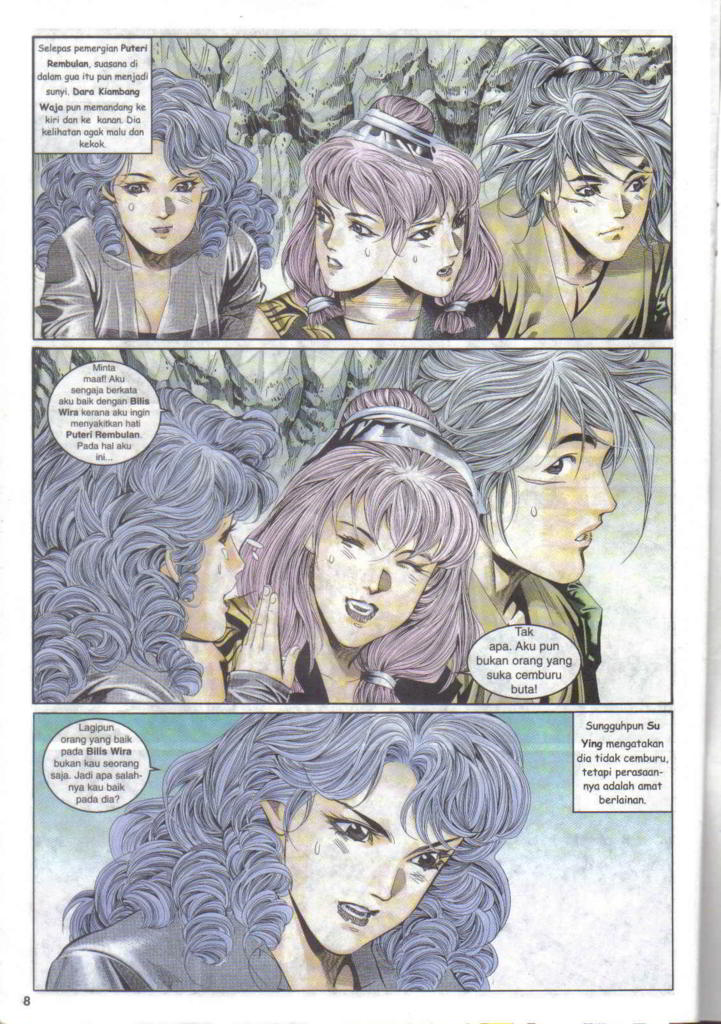 Selepas pemergian Puteri
Rembulan, suasana di
dalam gua itu pun menjadi
sunyi. Dara Kiambang
Waja pun memandang ke
kiri dan ke kanan. Dia
kelihatan agak malu dan
kekok.
Minta
maaf! Aku
sengaja berkata
aku baik dengan Bilis
Wira kerana aku ingin
menyakitkan hati
Puteri Rembulan.
Pada hal aku
ini...
Tak
apa. Aku pun
bukan orang yang
suka cemburu
buta!
Lagipun
orang yang baik
pada Bilis Wira
bukan kau seorang
saja. Jadi apa salah-
nya kau baik
pada dia?
Sungguhpun Su
Ying mengatakan
dia tidak cemburu,
tetapi perasaan-
nya adalah amat
berlainan.
8